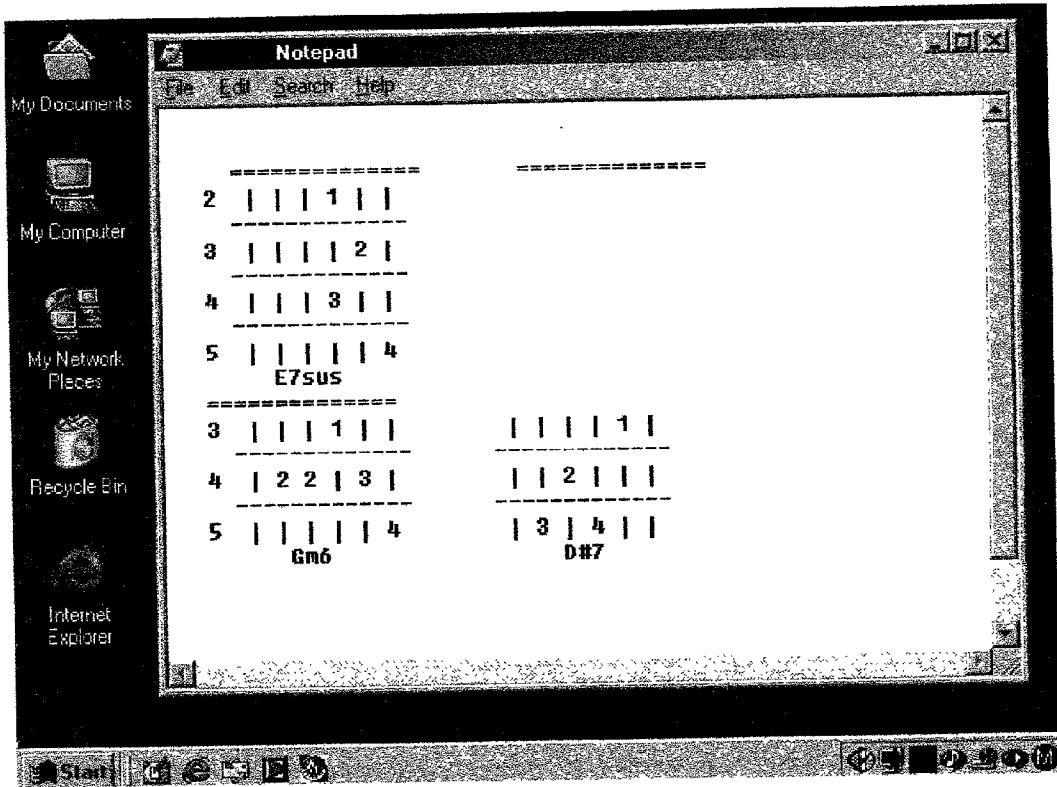 Notepad
File Edit Search Help
My Documents
My Computer
My Network
Places
Recycle Bin
Internet
Explorer
============== ==============
2 | | | 1 | |
-------------
3 | | | | 2 |
-------------
4 | | | 3 | |
-------------
5 | | | | | 4
E7sus
==============
3 | | | 1 | | | | | | 1 |
------------- -------------
4 | 2 2 | 3 | | | 2 | | |
------------- -------------
5 | | | | | 4 | 3 | 4 | |
Gm6 D#7
Start